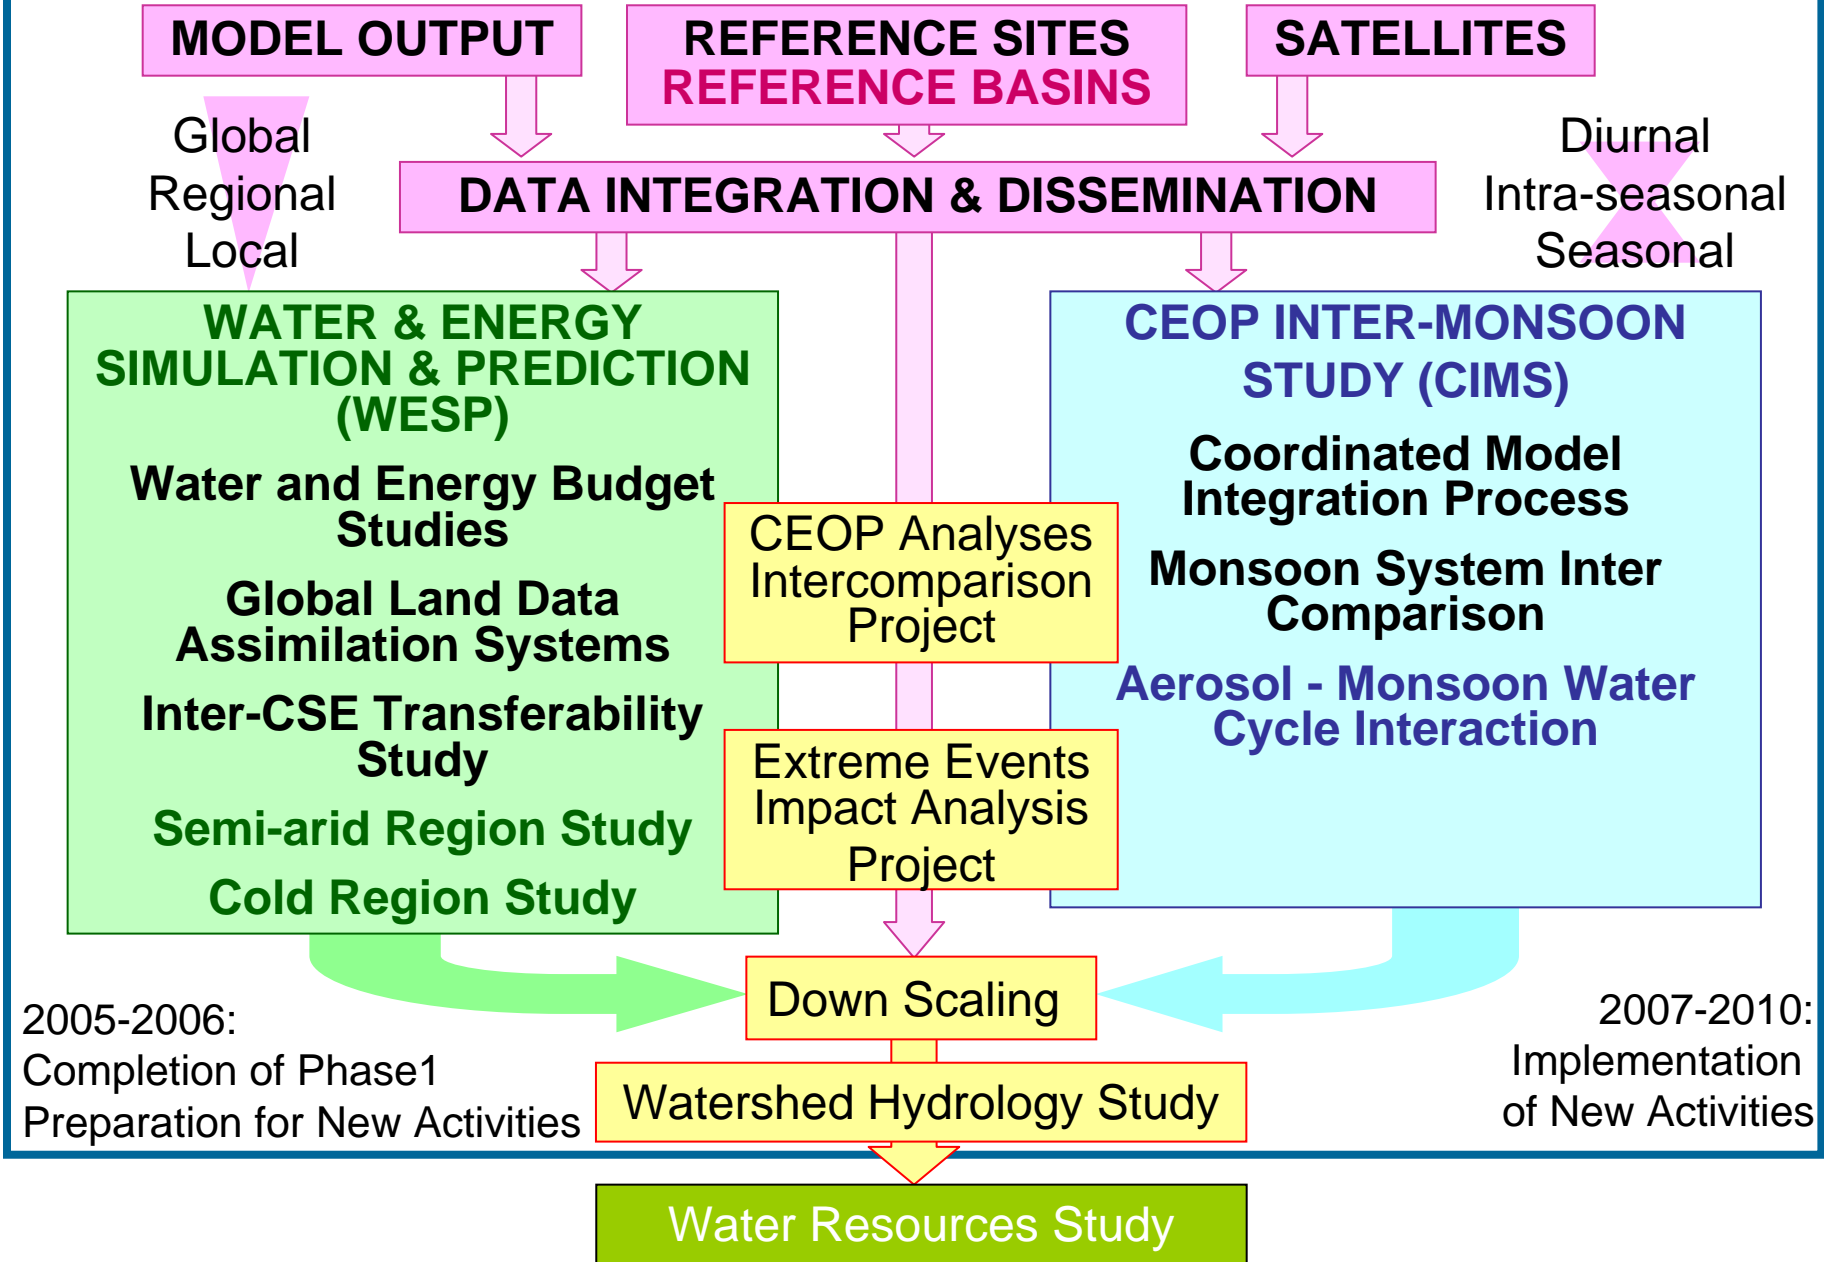 MODEL OUTPUT
REFERENCE SITES
REFERENCE BASINS
SATELLITES
Global
Regional
Local
Diurnal
Intra-seasonal
Seasonal
DATA INTEGRATION & DISSEMINATION
WATER & ENERGY
SIMULATION & PREDICTION
(WESP)
Water and Energy Budget
Studies
Global Land Data
Assimilation Systems
Inter-CSE Transferability
Study
Semi-arid Region Study
Cold Region Study
CEOP Analyses
Intercomparison
Project
Extreme Events
Impact Analysis
Project
CEOP INTER-MONSOON
STUDY (CIMS)
Coordinated Model
Integration Process
Monsoon System Inter
Comparison
Aerosol - Monsoon Water
Cycle Interaction
Down Scaling
2005-2006:
Completion of Phase1
Preparation for New Activities
2007-2010:
Implementation
of New Activities
Watershed Hydrology Study
Water Resources Study